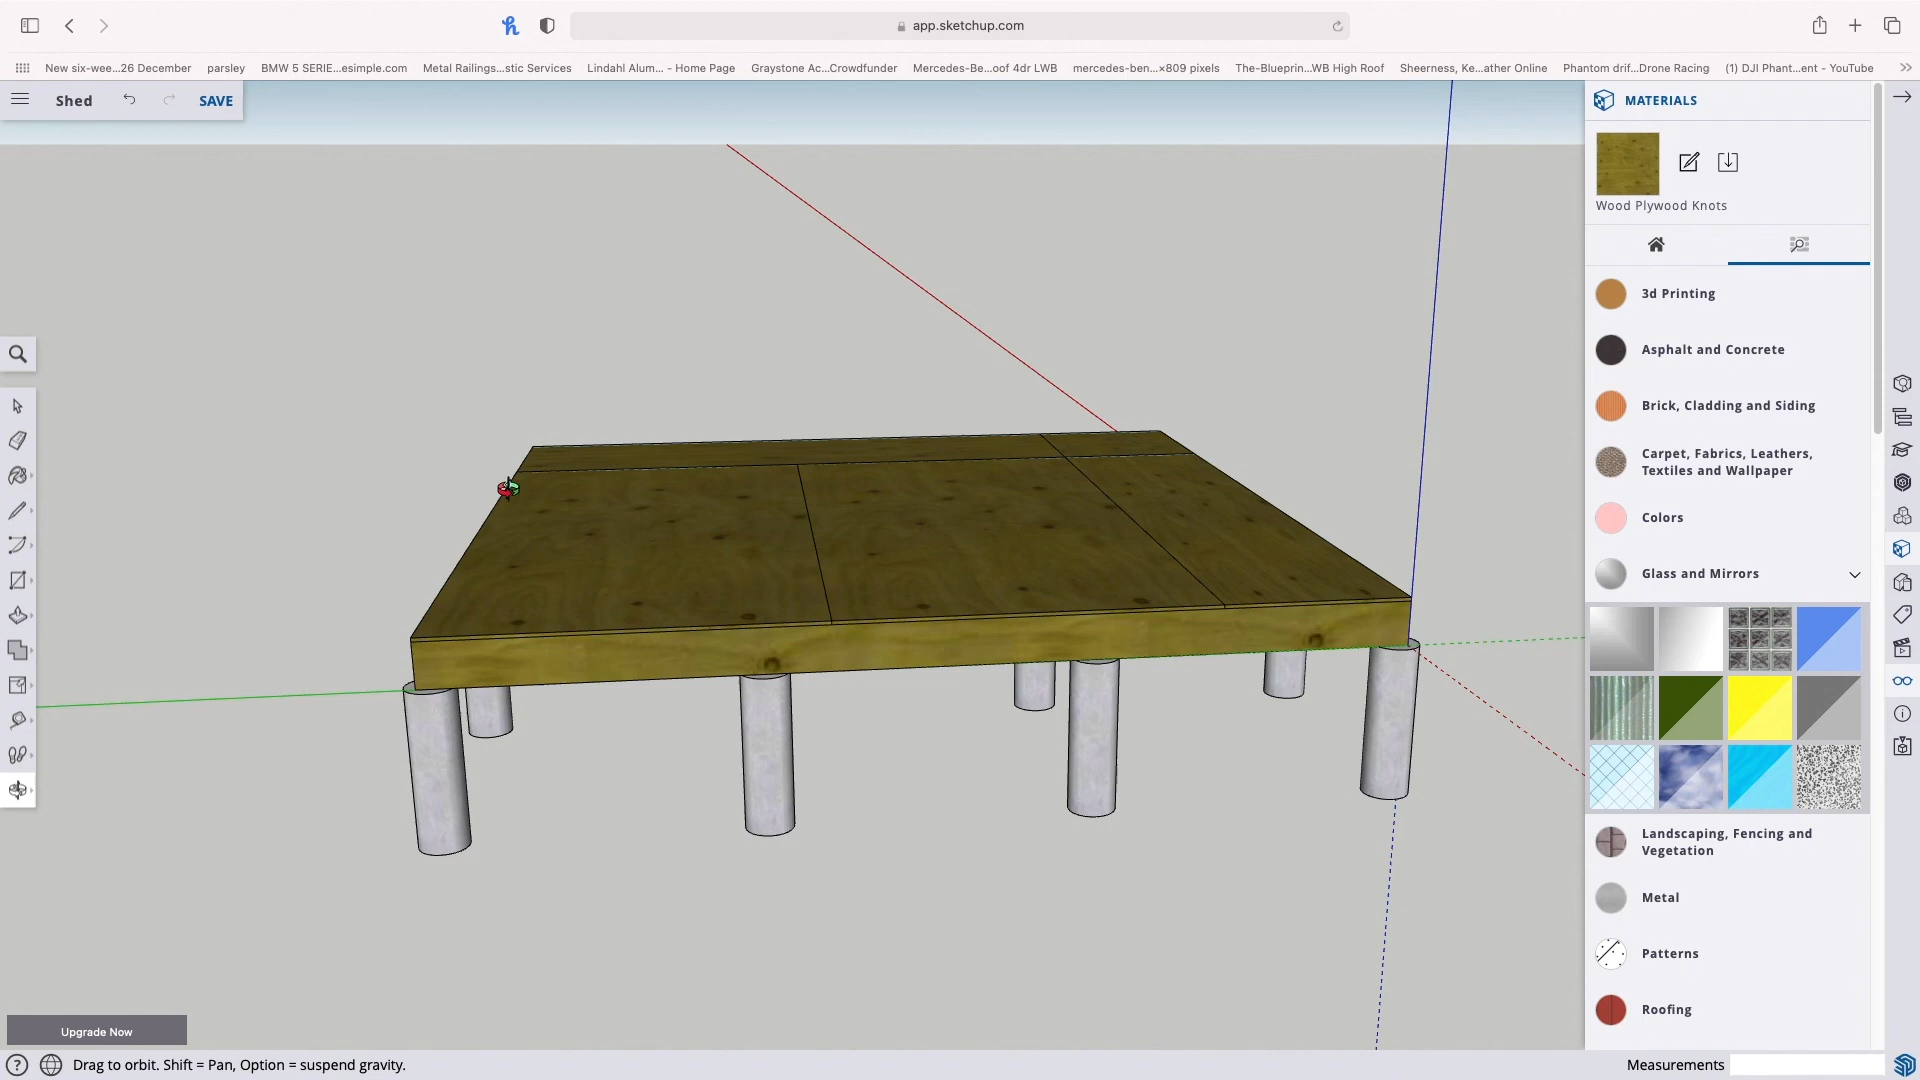 app.sketchup.com
New six-wee...26 December parsley BMW 5 SERIE...esimple.com Metal Railings...stic Services Lindahl Alum... - Home Page Graystone Ac...Crowdfunder Mercedes-Be...oof 4dr LWB mercedes-ben...×809 pixels The-Blueprin...WB High Roof Sheerness, Ke...ather Online Phantom drif...Drone Racing (1) DJI Phant...ent - YouTube
Shed SAVE
MATERIALS
Wood Plywood Knots
3d Printing
Asphalt and Concrete
Brick, Cladding and Siding
Carpet, Fabrics, Leathers,
Textiles and Wallpaper
Colors
Glass and Mirrors
Landscaping, Fencing and
Vegetation
Metal
Patterns
Roofing
Upgrade Now
Drag to orbit. Shift = Pan, Option = suspend gravity.
Measurements